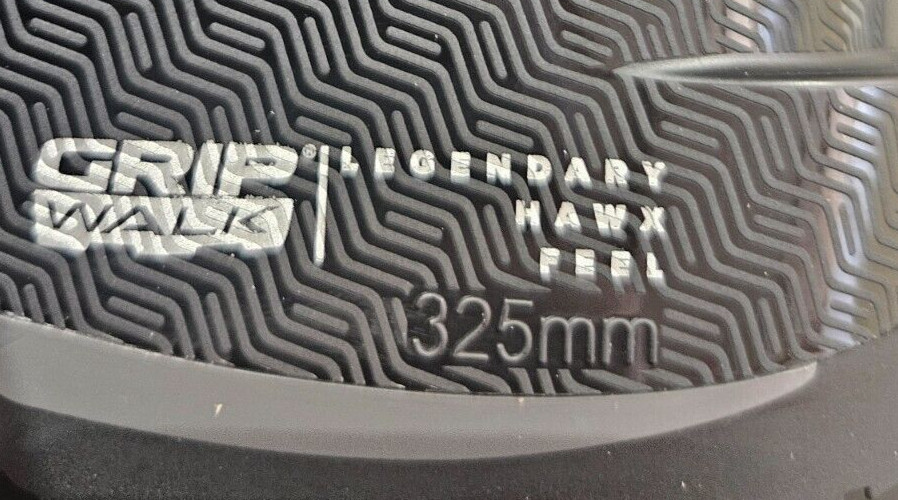 GRIP®
WALK
LEGENDARY
HAWX
FEEL
325mm